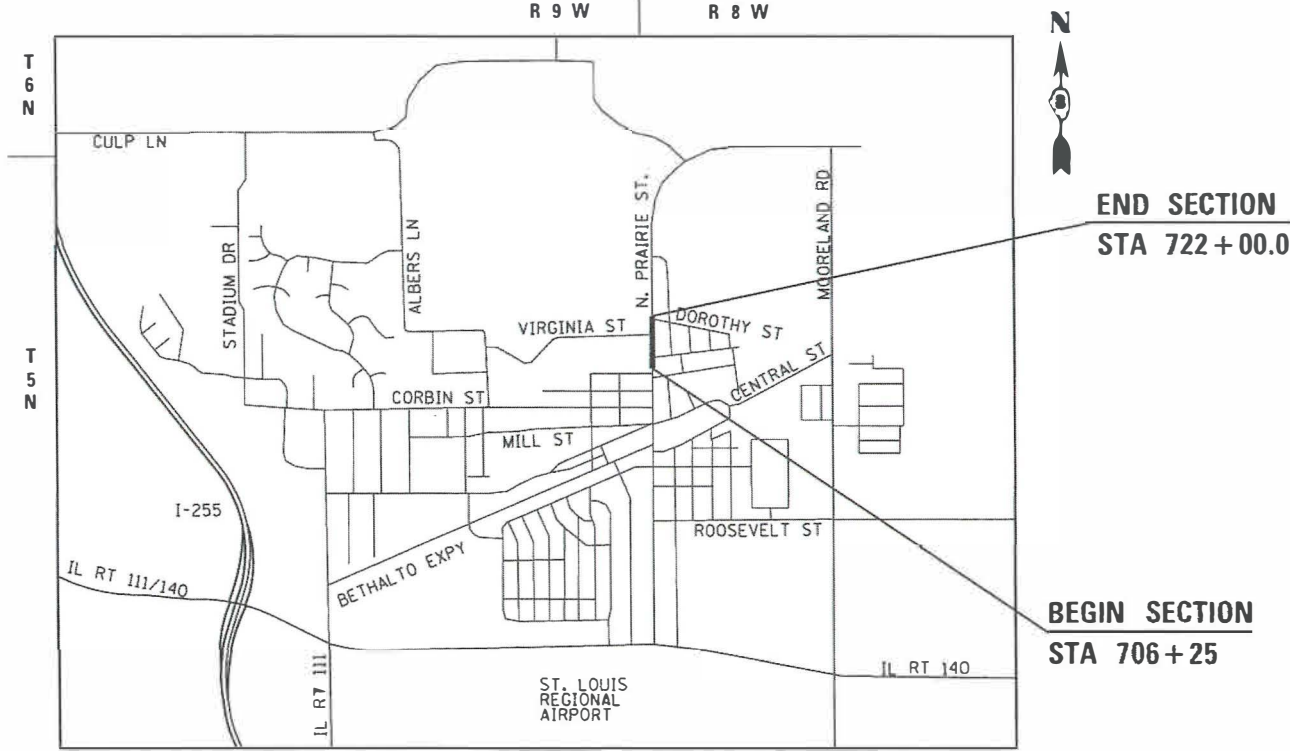 R 9 W
R 8 W
N
T
6
N
CULP LN
STADIUM DR
ALBERS LN
N. PRAIRIE ST.
MOORELAND RD
END SECTION
STA 722+00.0
VIRGINIA ST
DOROTHY ST
T
5
N
CENTRAL ST
CORBIN ST
MILL ST
I-255
ROOSEVELT ST
BETHALTO EXPY
IL RT 111/140
BEGIN SECTION
STA 706+25
IL RT 140
IL R7 111
ST. LOUIS
REGIONAL
AIRPORT